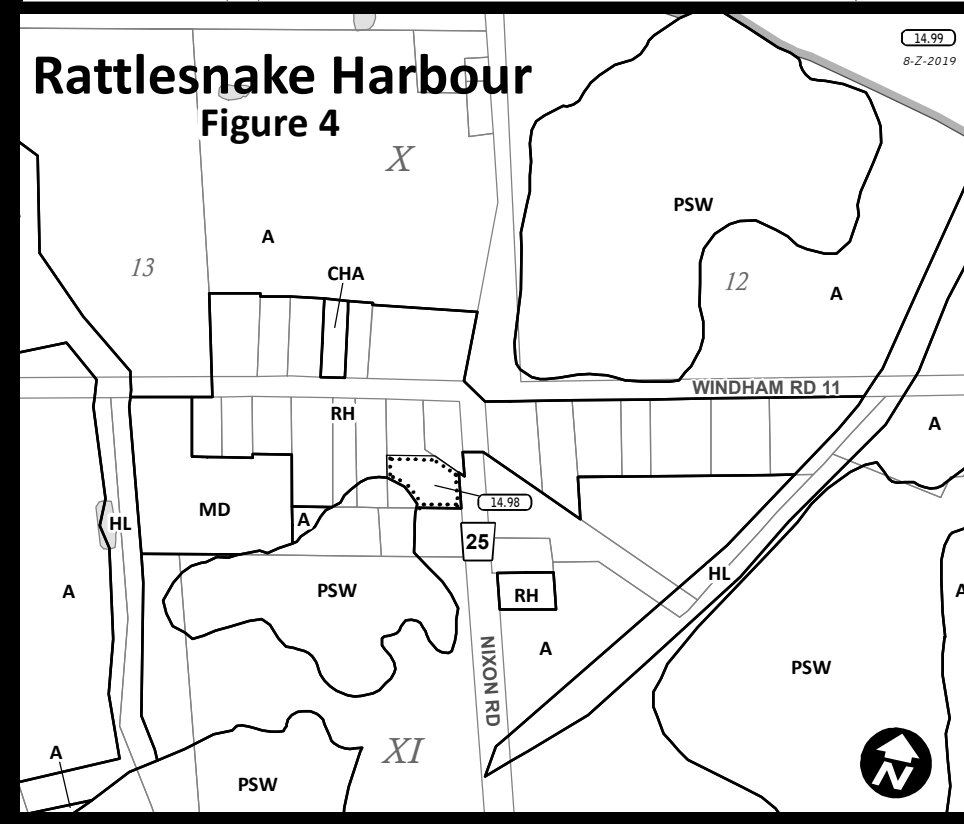 14.99
8-Z-2019
Rattlesnake Harbour
Figure 4
X
PSW
A
13
CHA
12
A
WINDHAM RD 11
RH
A
14.98
MD
A
HL
25
HL
PSW
RH
A
A
A
NIXON RD
PSW
XI
A
PSW
N